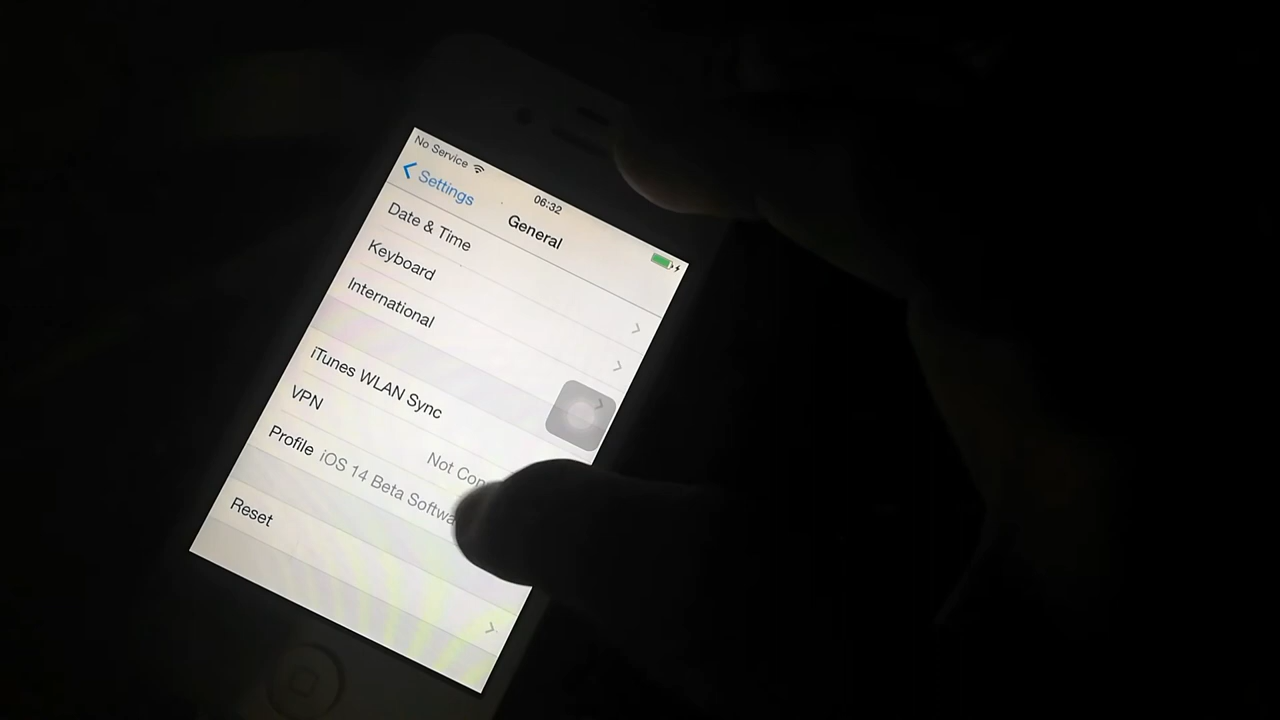 No Service
06:32
Settings
General
Date & Time
Keyboard
International
iTunes WLAN Sync
VPN
Not Con
Profile iOS 14 Beta Softwa
Reset